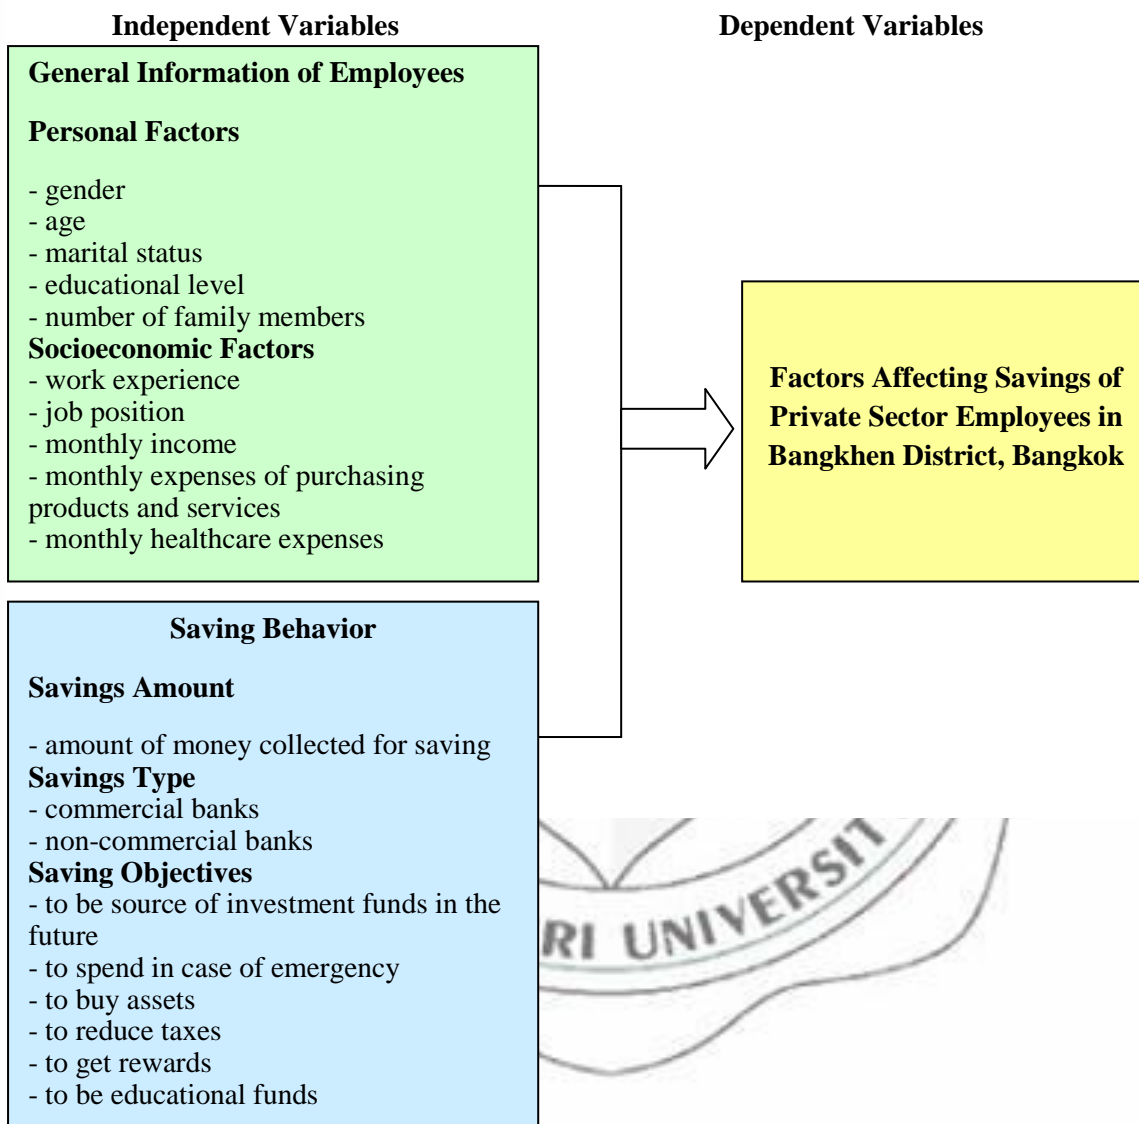 Independent Variables
Dependent Variables
General Information of Employees
Personal Factors
- gender
- age
- marital status
- educational level
- number of family members
Socioeconomic Factors
- work experience
- job position
- monthly income
- monthly expenses of purchasing
products and services
- monthly healthcare expenses
Factors Affecting Savings of
Private Sector Employees in
Bangkhen District, Bangkok
Saving Behavior
Savings Amount
- amount of money collected for saving
Savings Type
- commercial banks
- non-commercial banks
Saving Objectives
- to be source of investment funds in the
future
- to spend in case of emergency
- to buy assets
- to reduce taxes
- to get rewards
- to be educational funds
RI UNIVERSIT